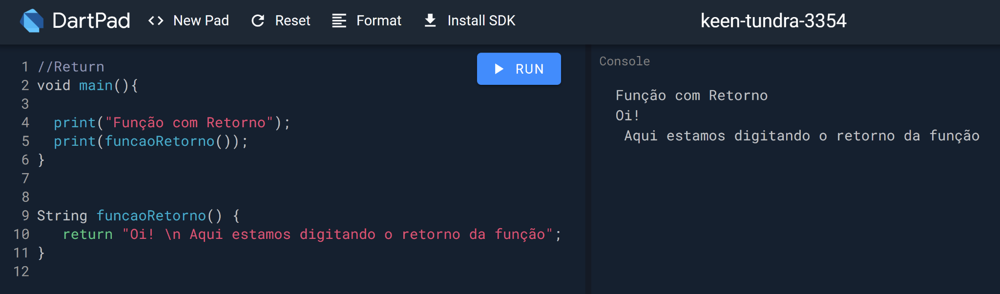 DartPad <> New Pad Reset Format Install SDK keen-tundra-3354
RUN
1 //Return
2 void main(){
3
4   print("Função com Retorno");
5   print(funcaoRetorno());
6 }
7
8
9 String funcaoRetorno() {
10    return "Oi! \n Aqui estamos digitando o retorno da função";
11 }
12
Console
Função com Retorno
Oi!
 Aqui estamos digitando o retorno da função